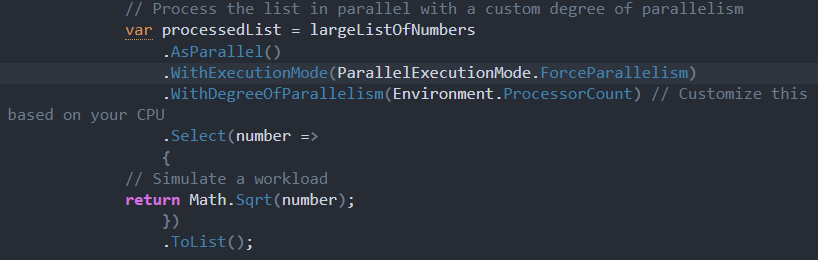 // Process the list in parallel with a custom degree of parallelism
var processedList = largeListOfNumbers
.AsParallel()
.WithExecutionMode(ParallelExecutionMode.ForceParallelism)
.WithDegreeOfParallelism(Environment.ProcessorCount) // Customize this
based on your CPU
.Select(number =>
{
// Simulate a workload
return Math.Sqrt(number);
})
.ToList();